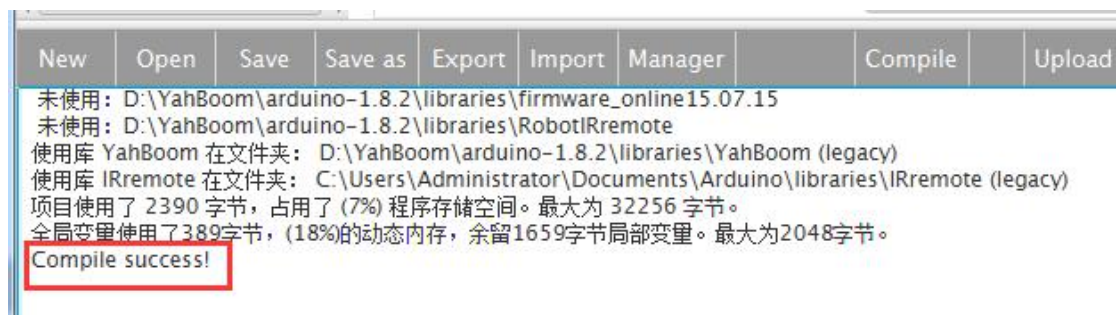 New Open Save Save as Export Import Manager Compile Upload
未使用: D:\YahBoom\arduino-1.8.2\libraries\firmware_online15.07.15
未使用: D:\YahBoom\arduino-1.8.2\libraries\RobotIRremote
使用库 YahBoom 在文件夹: D:\YahBoom\arduino-1.8.2\libraries\YahBoom (legacy)
使用库 IRremote 在文件夹: C:\Users\Administrator\Documents\Arduino\libraries\IRremote (legacy)
项目使用了 2390 字节，占用了 (7%) 程序存储空间。最大为 32256 字节。
全局变量使用了389字节，(18%)的动态内存，余留1659字节局部变量。最大为2048字节。
Compile success!